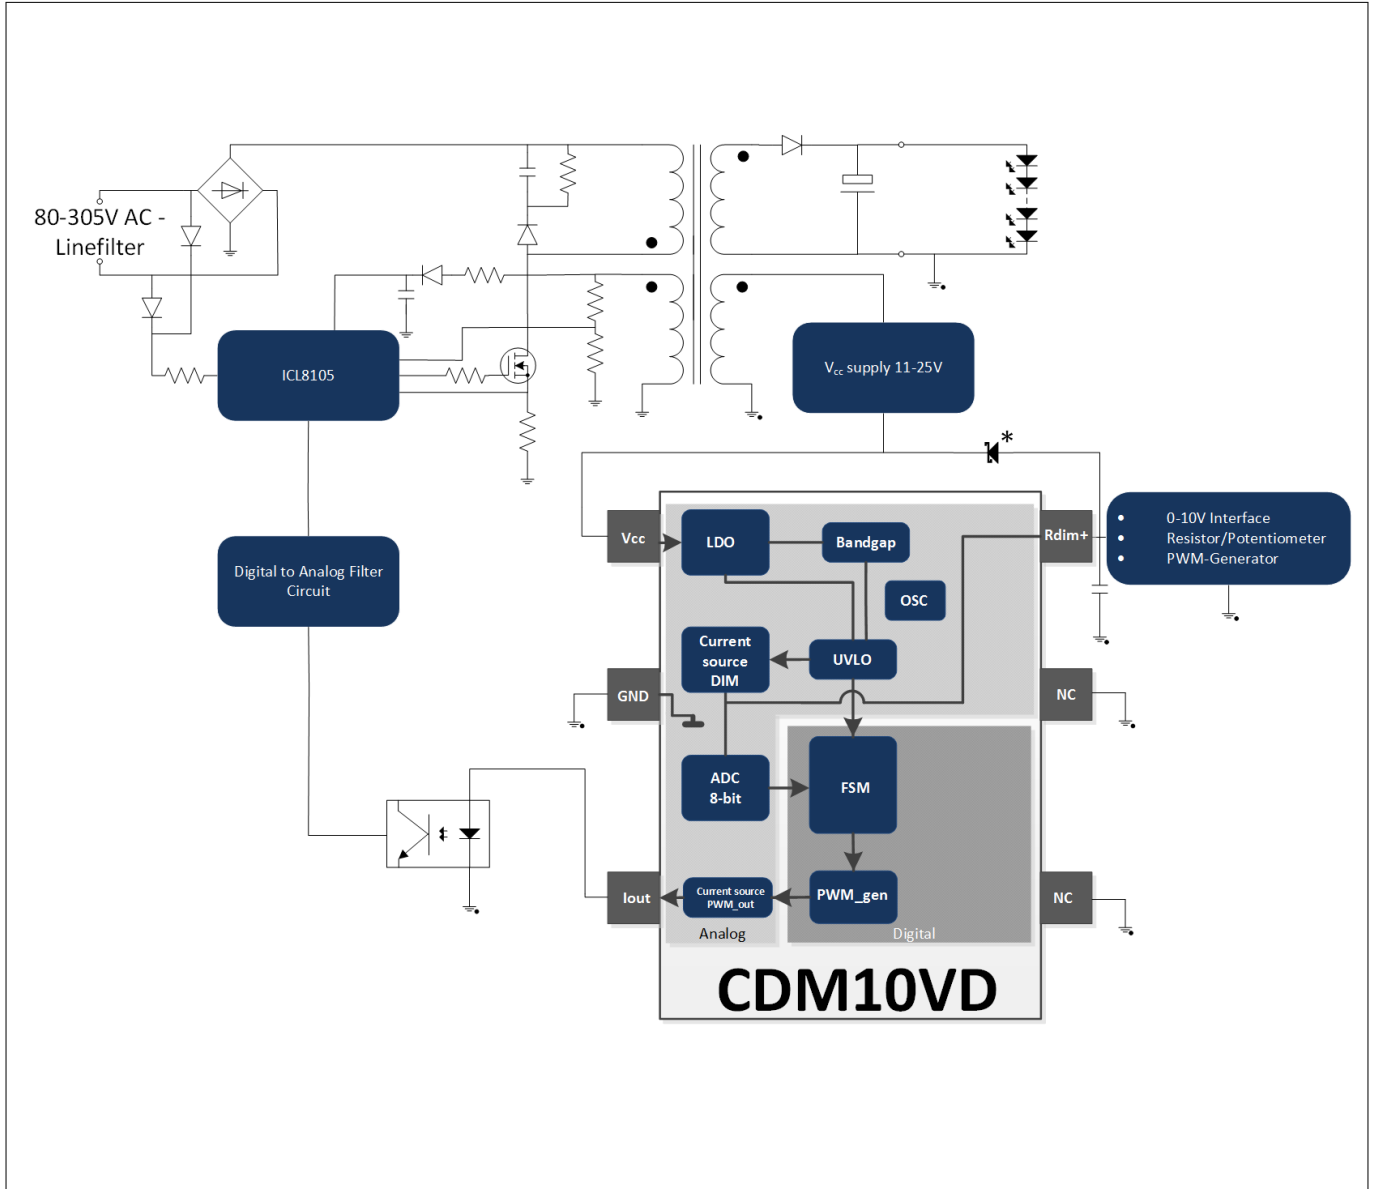 80-305V AC -
Linefilter
ICL8105
Vcc supply 11-25V
*
Digital to Analog Filter
Circuit
Vcc
LDO
Bandgap
OSC
Rdim+
• 0-10V Interface
• Resistor/Potentiometer
• PWM-Generator
Current
source
DIM
UVLO
GND
NC
ADC
8-bit
FSM
Iout
Current source
PWM_out
PWM_gen
NC
Analog
Digital
CDM10VD